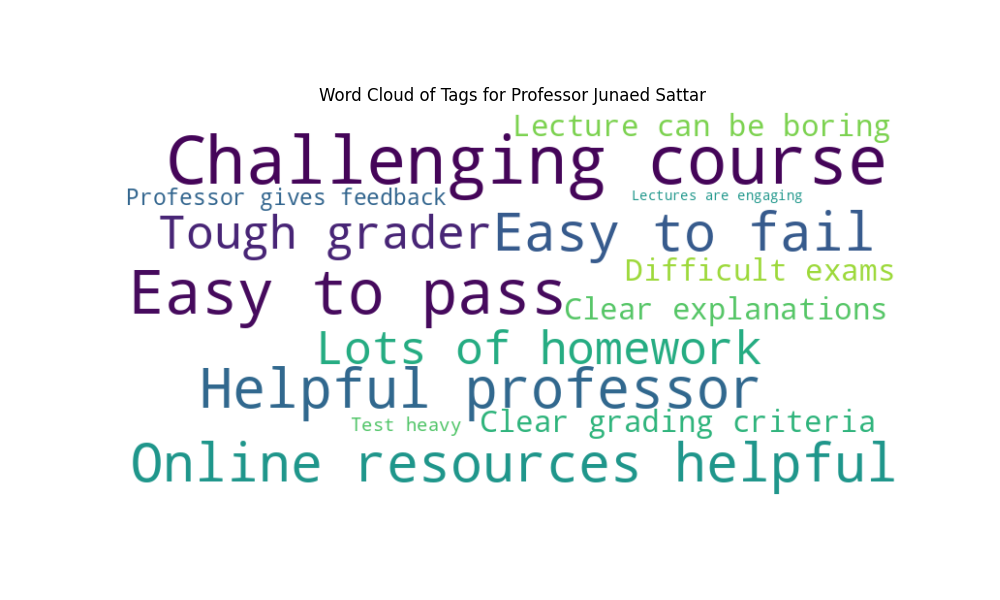 Word Cloud of Tags for Professor Junaed Sattar
Lecture can be boring
Challenging course
Professor gives feedback
Lectures are engaging
Tough grader
Easy to fail
Difficult exams
Easy to pass
Clear explanations
Lots of homework
Helpful professor
Test heavy
Clear grading criteria
Online resources helpful